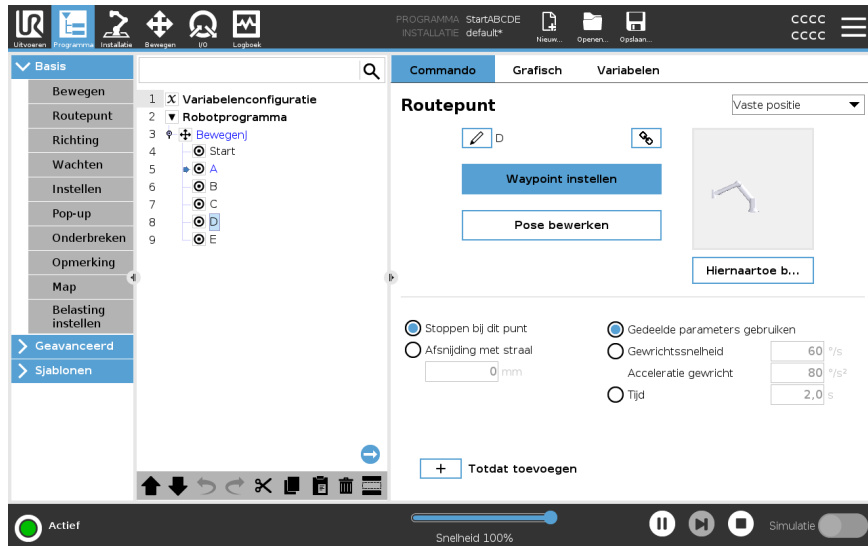 UR
PROGRAMMA StartABCDE
INSTALLATIE default*
CCCC
CCCC
Uitvoeren Programma Installatie Bewegen I/O Logboek Nieuw... Openen... Opslaan...
Basis
Bewegen
Routepunt
Richting
Wachten
Instellen
Pop-up
Onderbreken
Opmerking
Map
Belasting
instellen
Geavanceerd
Sjablonen
1 X Variabelenconfiguratie
2 Robotprogramma
3 BewegenJ
4 Start
5 A
6 B
7 C
8 D
9 E
Commando Grafisch Variabelen
Routepunt
Vaste positie
D
Waypoint instellen
Pose bewerken
Hiernaartoe b...
Stoppen bij dit punt
Afsnijding met straal
0 mm
Gedeelde parameters gebruiken
Gewrichtssnelheid 60 °/s
Acceleratie gewricht 80 °/s²
Tijd 2,0 s
+ Totdat toevoegen
Actief
Snelheid 100%
Simulatie